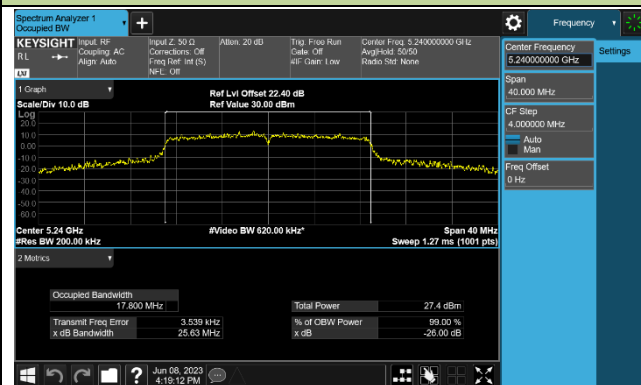 Spectrum Analyzer 1
Occupied BW
Frequency
KEYSIGHT
RL
LXI
Input: RF
Coupling: AC
Align: Auto
Input Z: 50 Ω
Corrections: Off
Freq Ref: Int (S)
NFE: Off
Atten: 20 dB
Trig: Free Run
Gate: Off
#IF Gain: Low
Center Freq: 5.240000000 GHz
Avg|Hold: 50/50
Radio Std: None
Center Frequency
5.240000000 GHz
Settings
Span
40.000 MHz
CF Step
4.000000 MHz
Auto
Man
Freq Offset
0 Hz
1 Graph
Scale/Div 10.0 dB
Ref Lvl Offset 22.40 dB
Ref Value 30.00 dBm
Log
20.0
10.0
0.00
-10.0
-20.0
-30.0
-40.0
-50.0
-60.0
Center 5.24 GHz
#Video BW 620.00 kHz*
Span 40 MHz
#Res BW 200.00 kHz
Sweep 1.27 ms (1001 pts)
2 Metrics
Occupied Bandwidth
17.800 MHz
Total Power 27.4 dBm
Transmit Freq Error 3.539 kHz
% of OBW Power 99.00 %
x dB Bandwidth 25.63 MHz
x dB -26.00 dB
?
Jun 08, 2023
4:19:12 PM